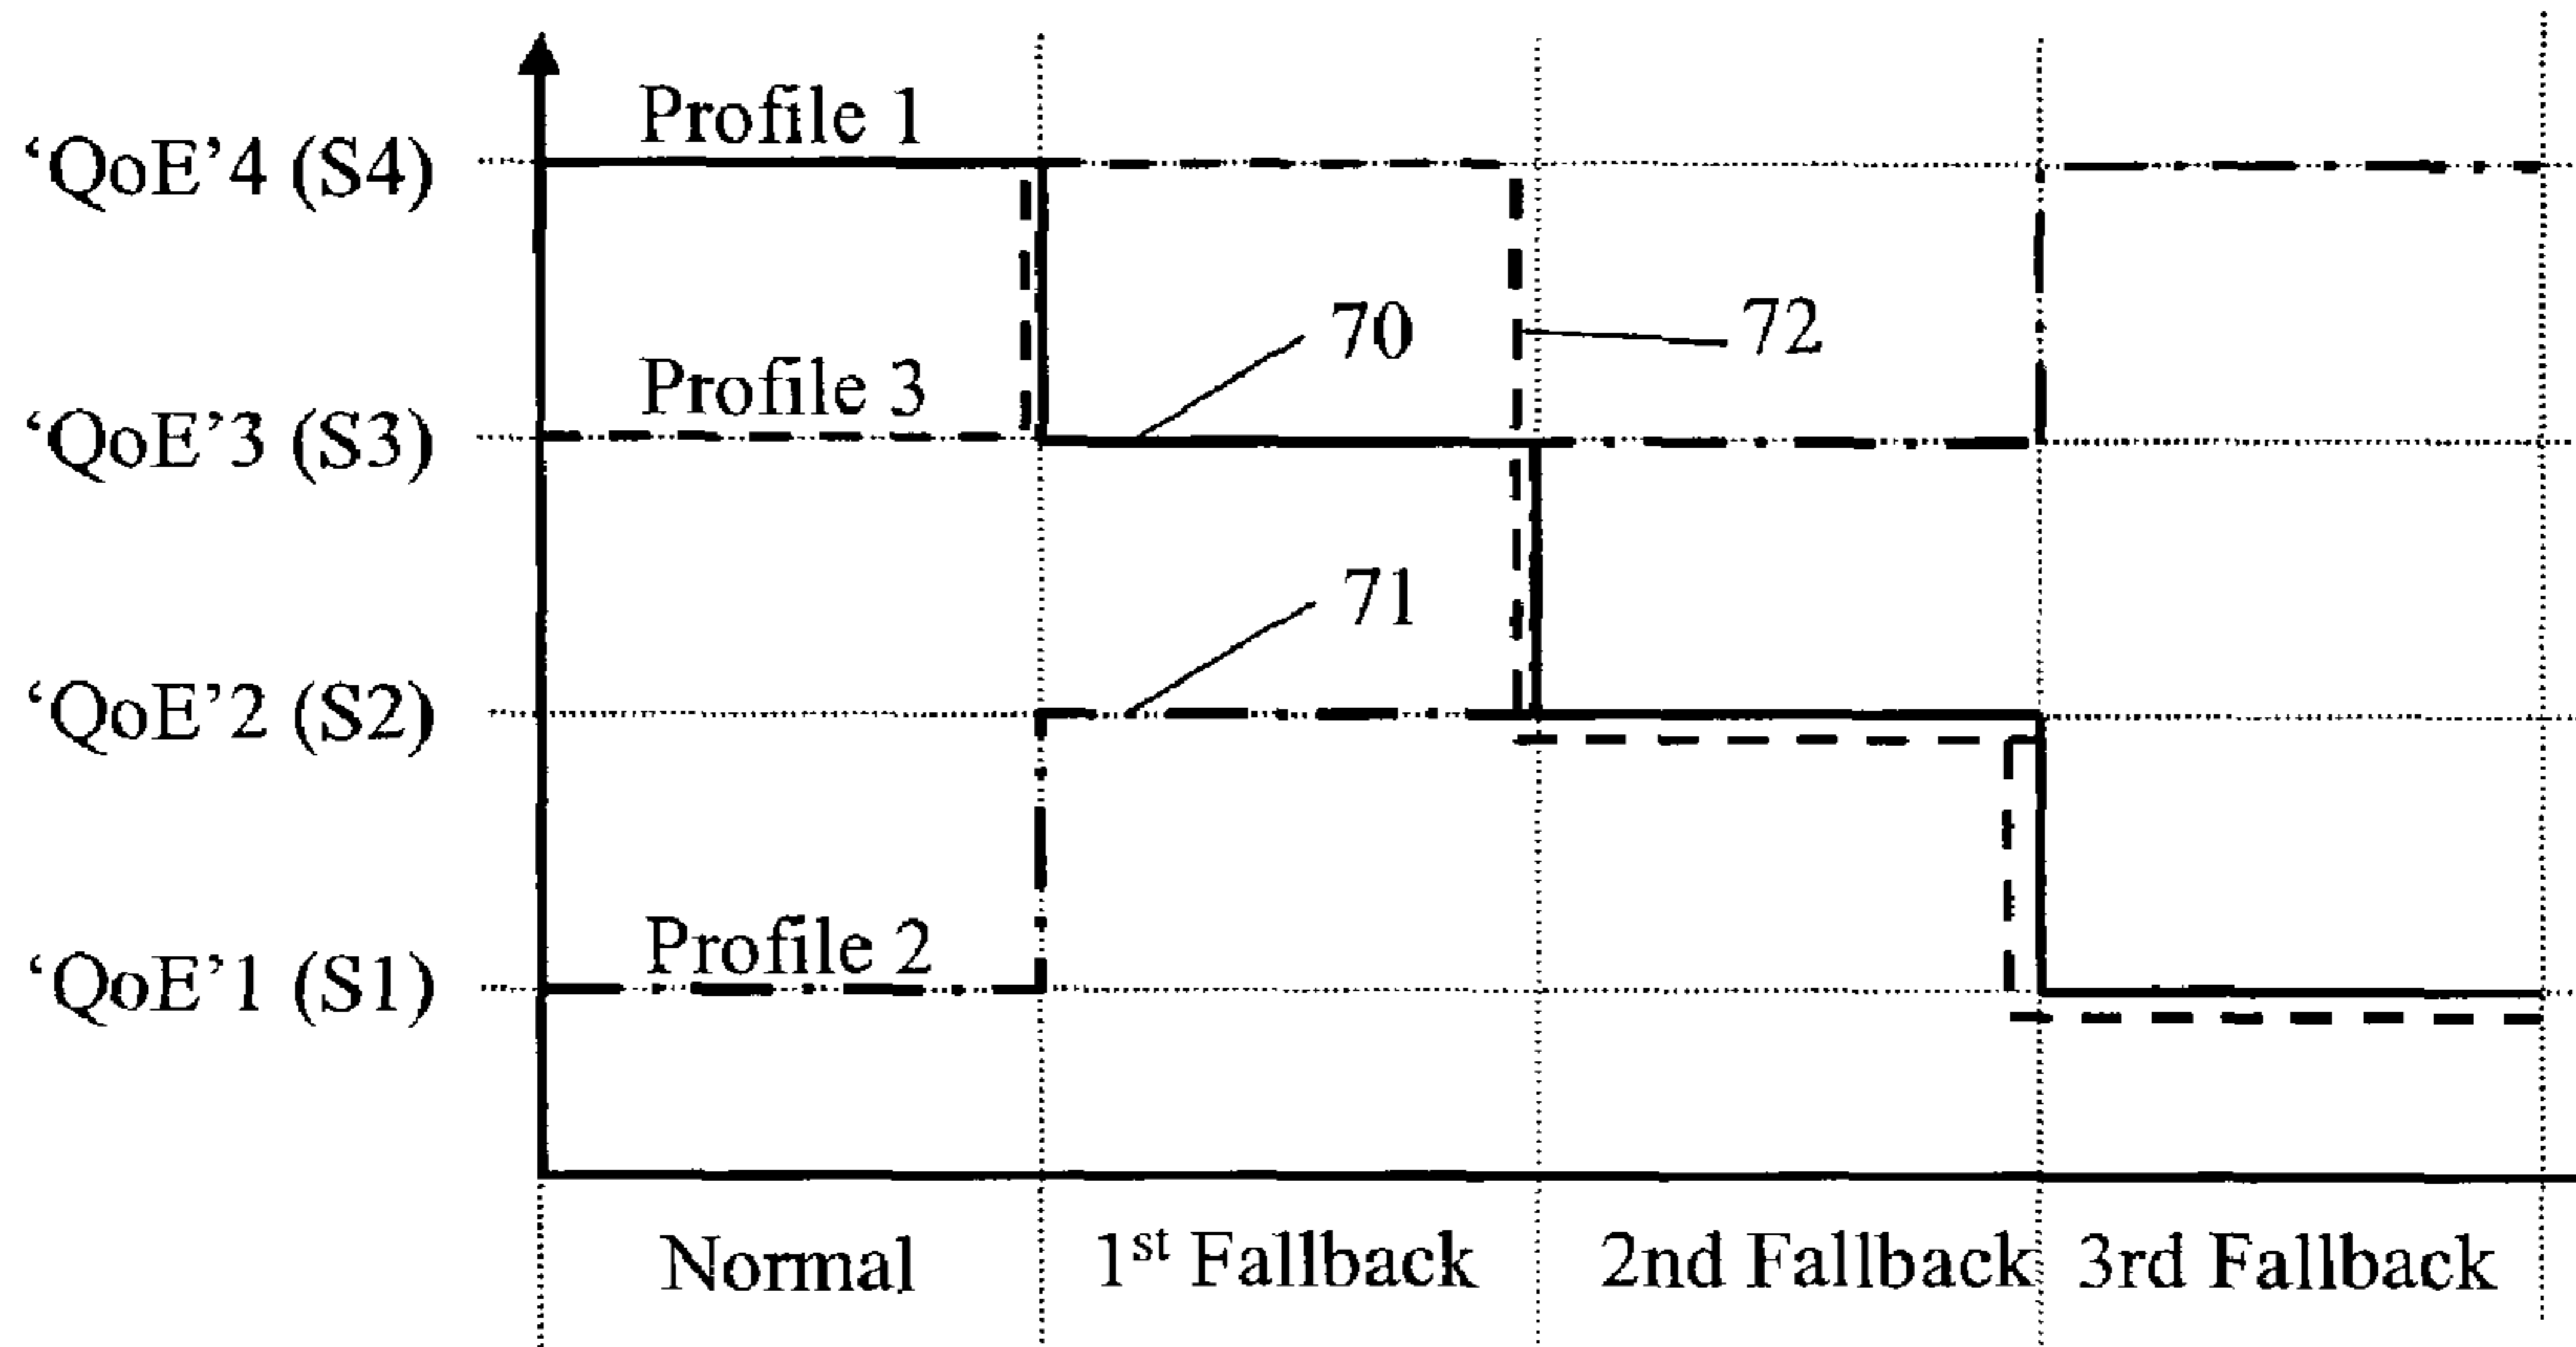 Profile 1
‘QoE’4 (S4)
70
72
Profile 3
‘QoE’3 (S3)
71
‘QoE’2 (S2)
Profile 2
‘QoE’1 (S1)
Normal
1st Fallback
2nd Fallback
3rd Fallback